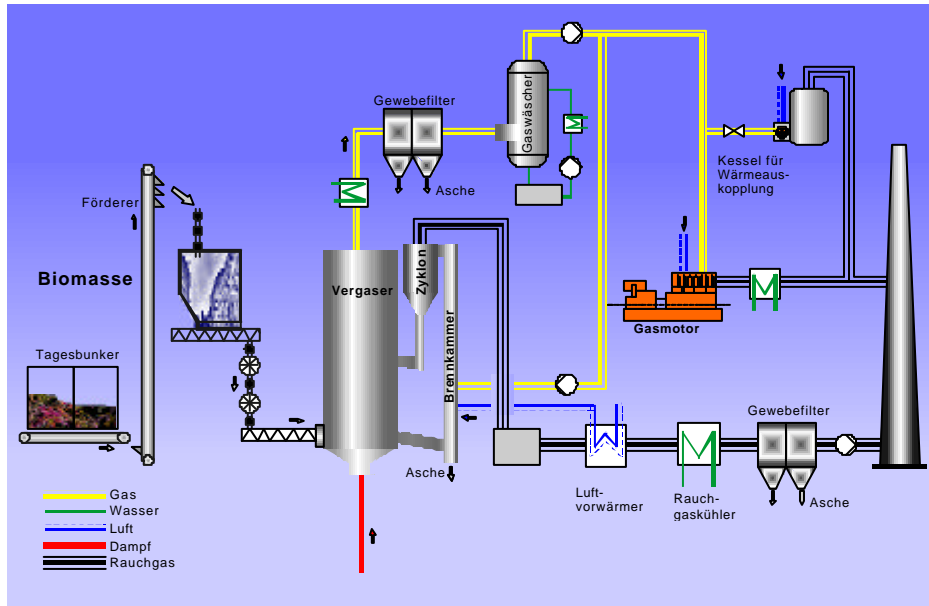 Gewebefilter
Gaswäscher
Asche
Kessel für
Wärmeaus-
kopplung
Förderer
Biomasse
Vergaser
Zyklon
Brennkammer
Gasmotor
Tagesbunker
Gewebefilter
Asche
Luft-
vorwärmer
Rauch-
gaskühler
Asche
Gas
Wasser
Luft
Dampf
Rauchgas